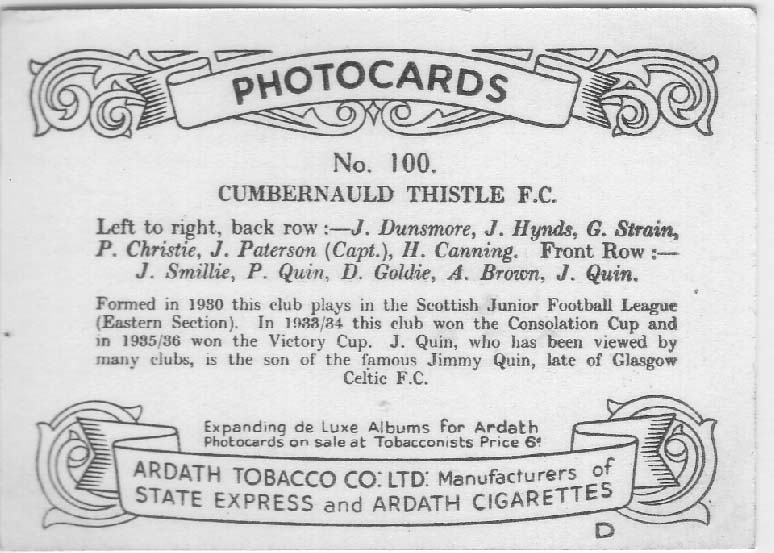 PHOTOCARDS
No. 100.
CUMBERNAULD THISTLE F.C.
Left to right, back row :—J. Dunsmore, J. Hynds, G. Strain,
P. Christie, J. Paterson (Capt.), H. Canning. Front Row :—
J. Smillie, P. Quin, D. Goldie, A. Brown, J. Quin.
Formed in 1930 this club plays in the Scottish Junior Football League
(Eastern Section). In 1933/34 this club won the Consolation Cup and
in 1935/36 won the Victory Cup. J. Quin, who has been viewed by
many clubs, is the son of the famous Jimmy Quin, late of Glasgow
Celtic F.C.
Expanding de Luxe Albums for Ardath
Photocards on sale at Tobacconists Price 6d
ARDATH TOBACCO CO: LTD: Manufacturers of
STATE EXPRESS and ARDATH CIGARETTES
D